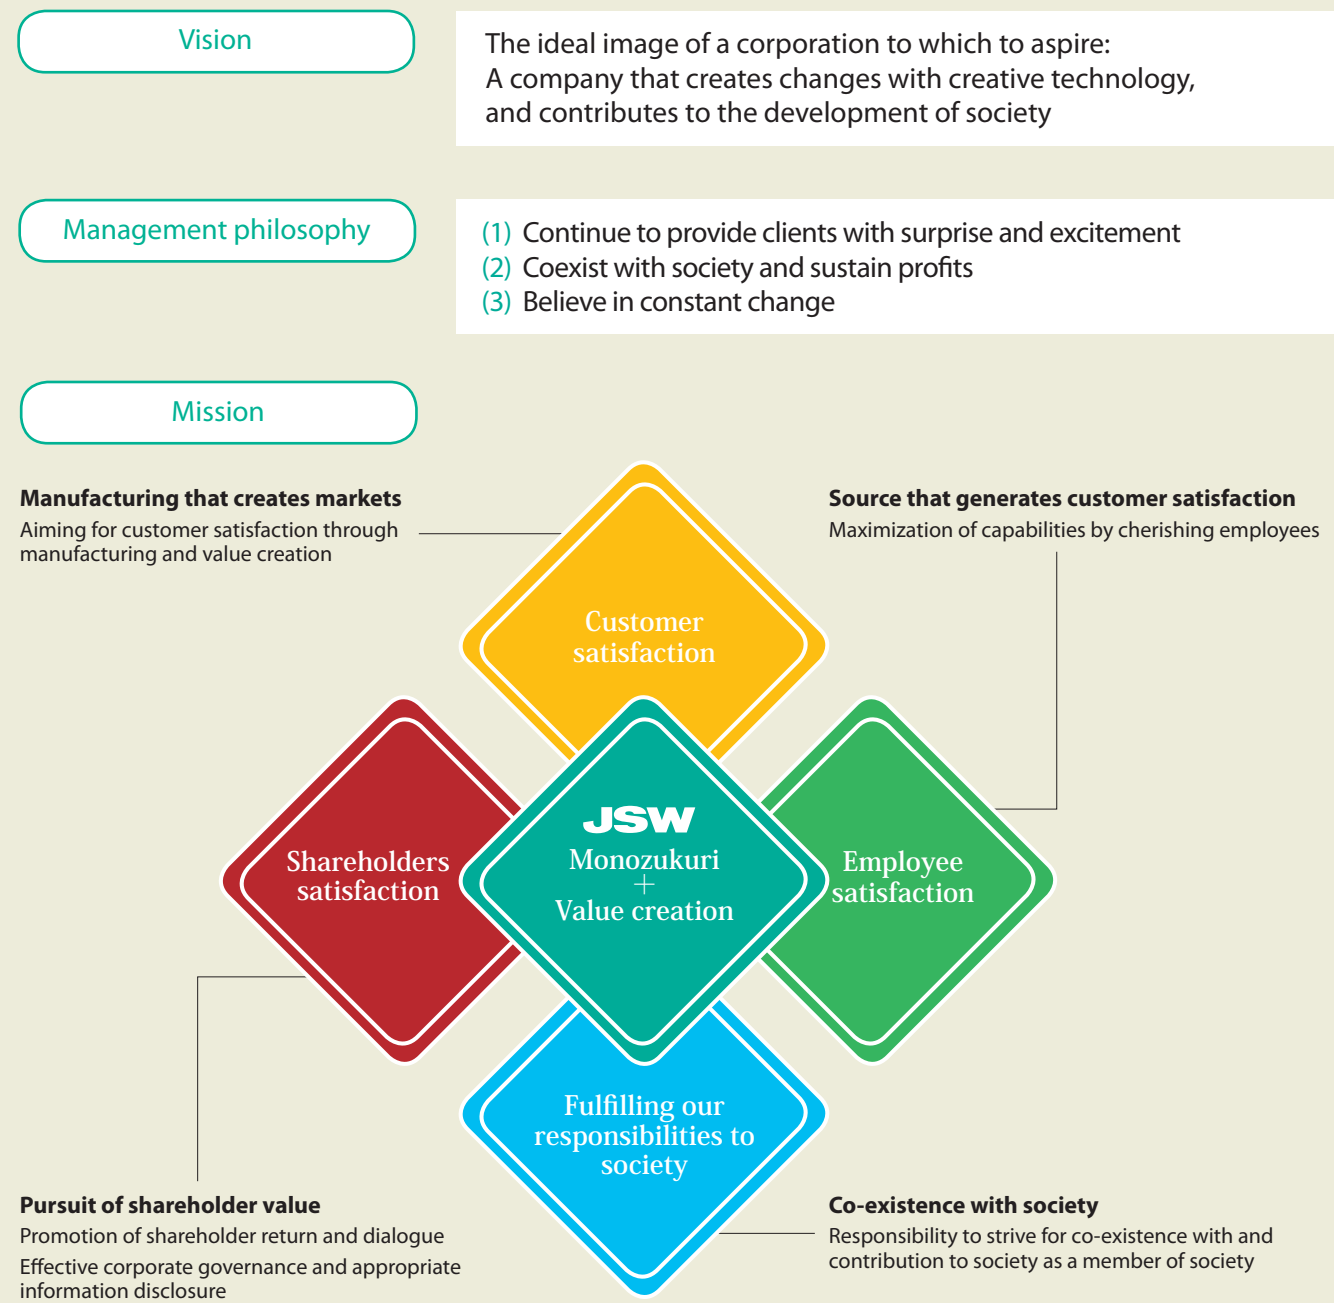 Vision
The ideal image of a corporation to which to aspire:
A company that creates changes with creative technology,
and contributes to the development of society
Management philosophy
(1) Continue to provide clients with surprise and excitement
(2) Coexist with society and sustain profits
(3) Believe in constant change
Mission
Manufacturing that creates markets
Aiming for customer satisfaction through
manufacturing and value creation
Source that generates customer satisfaction
Maximization of capabilities by cherishing employees
Customer
satisfaction
Shareholders
satisfaction
JSW
Monozukuri
+
Value creation
Employee
satisfaction
Fulfilling our
responsibilities to
society
Pursuit of shareholder value
Promotion of shareholder return and dialogue
Effective corporate governance and appropriate
information disclosure
Co-existence with society
Responsibility to strive for co-existence with and
contribution to society as a member of society